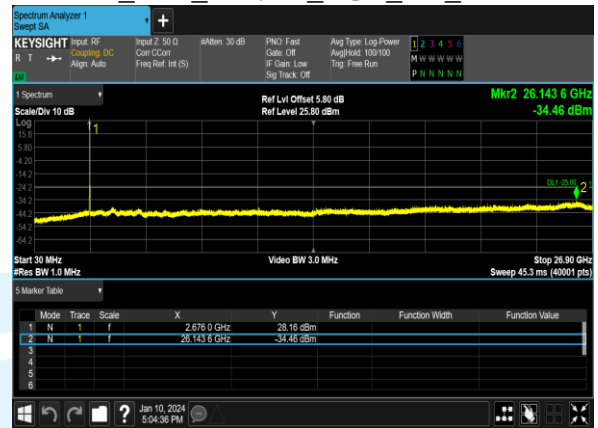 Spectrum Analyzer 1
Swept SA
+
KEYSIGHT Input: RF Input Z: 50 Ω #Atten: 30 dB PNO: Fast Avg Type: Log-Power 1 2 3 4 5 6
R T Coupling: DC Corr CCorr Gate: Off Avg|Hold: 100/100 M W W W W W
Align: Auto Freq Ref: Int (S) IF Gain: Low Trig: Free Run
LV Sig Track: Off P N N N N N
1 Spectrum Ref Lvl Offset 5.80 dB Mkr2 26.143 6 GHz
Scale/Div 10 dB Ref Level 25.80 dBm -34.46 dBm
Log
15.8
5.80
-4.20
-14.2
-24.2
-34.2
-44.2
-54.2
-64.2
1
DL1 -25.00
2
Start 30 MHz Video BW 3.0 MHz Stop 26.90 GHz
#Res BW 1.0 MHz Sweep 45.3 ms (40001 pts)
5 Marker Table
Mode Trace Scale X Y Function Function Width Function Value
1 N 1 f 2.676 0 GHz 28.16 dBm
2 N 1 f 26.143 6 GHz -34.46 dBm
3
4
5
6
? Jan 10, 2024
5:04:36 PM